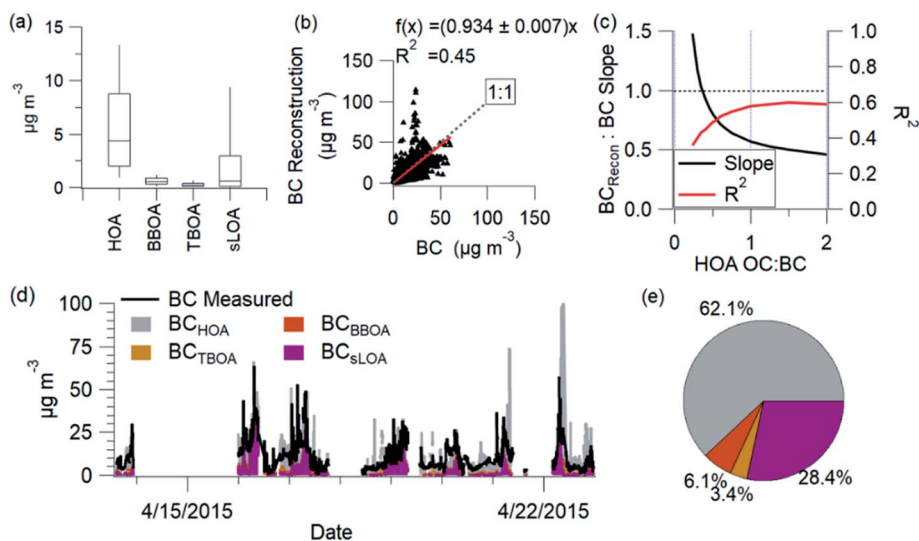 (a)
15
10
5
0
µg m⁻³
HOA
BBOA
TBOA
sLOA
(b)
f(x) =(0.934 ± 0.007)x
R² =0.45
BC Reconstruction
(µg m⁻³)
150
100
50
0
1:1
0 50 100 150
BC (µg m⁻³)
(c)
BC_Recon : BC Slope
1.5
1.0
0.5
0.0
Slope
R²
1.0
0.8
0.6
0.4
0.2
0.0
R²
0 1 2
HOA OC:BC
(d)
100
75
50
25
0
µg m⁻³
BC Measured
BC_HOA
BC_BBOA
BC_TBOA
BC_sLOA
4/15/2015
4/22/2015
Date
(e)
62.1%
6.1%
3.4%
28.4%